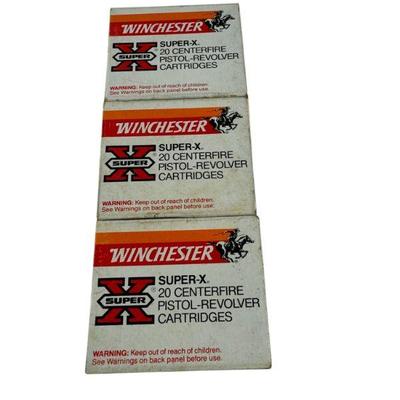 WINCHESTER
X
SUPER
®
SUPER-X®
20 CENTERFIRE
PISTOL-REVOLVER
CARTRIDGES
WARNING: Keep out of reach of children.
See Warnings on back panel before use.
WINCHESTER
X
SUPER
®
SUPER-X®
20 CENTERFIRE
PISTOL-REVOLVER
CARTRIDGES
WARNING: Keep out of reach of children.
See Warnings on back panel before use.
WINCHESTER
X
SUPER
®
SUPER-X®
20 CENTERFIRE
PISTOL-REVOLVER
CARTRIDGES
WARNING: Keep out of reach of children.
See Warnings on back panel before use.